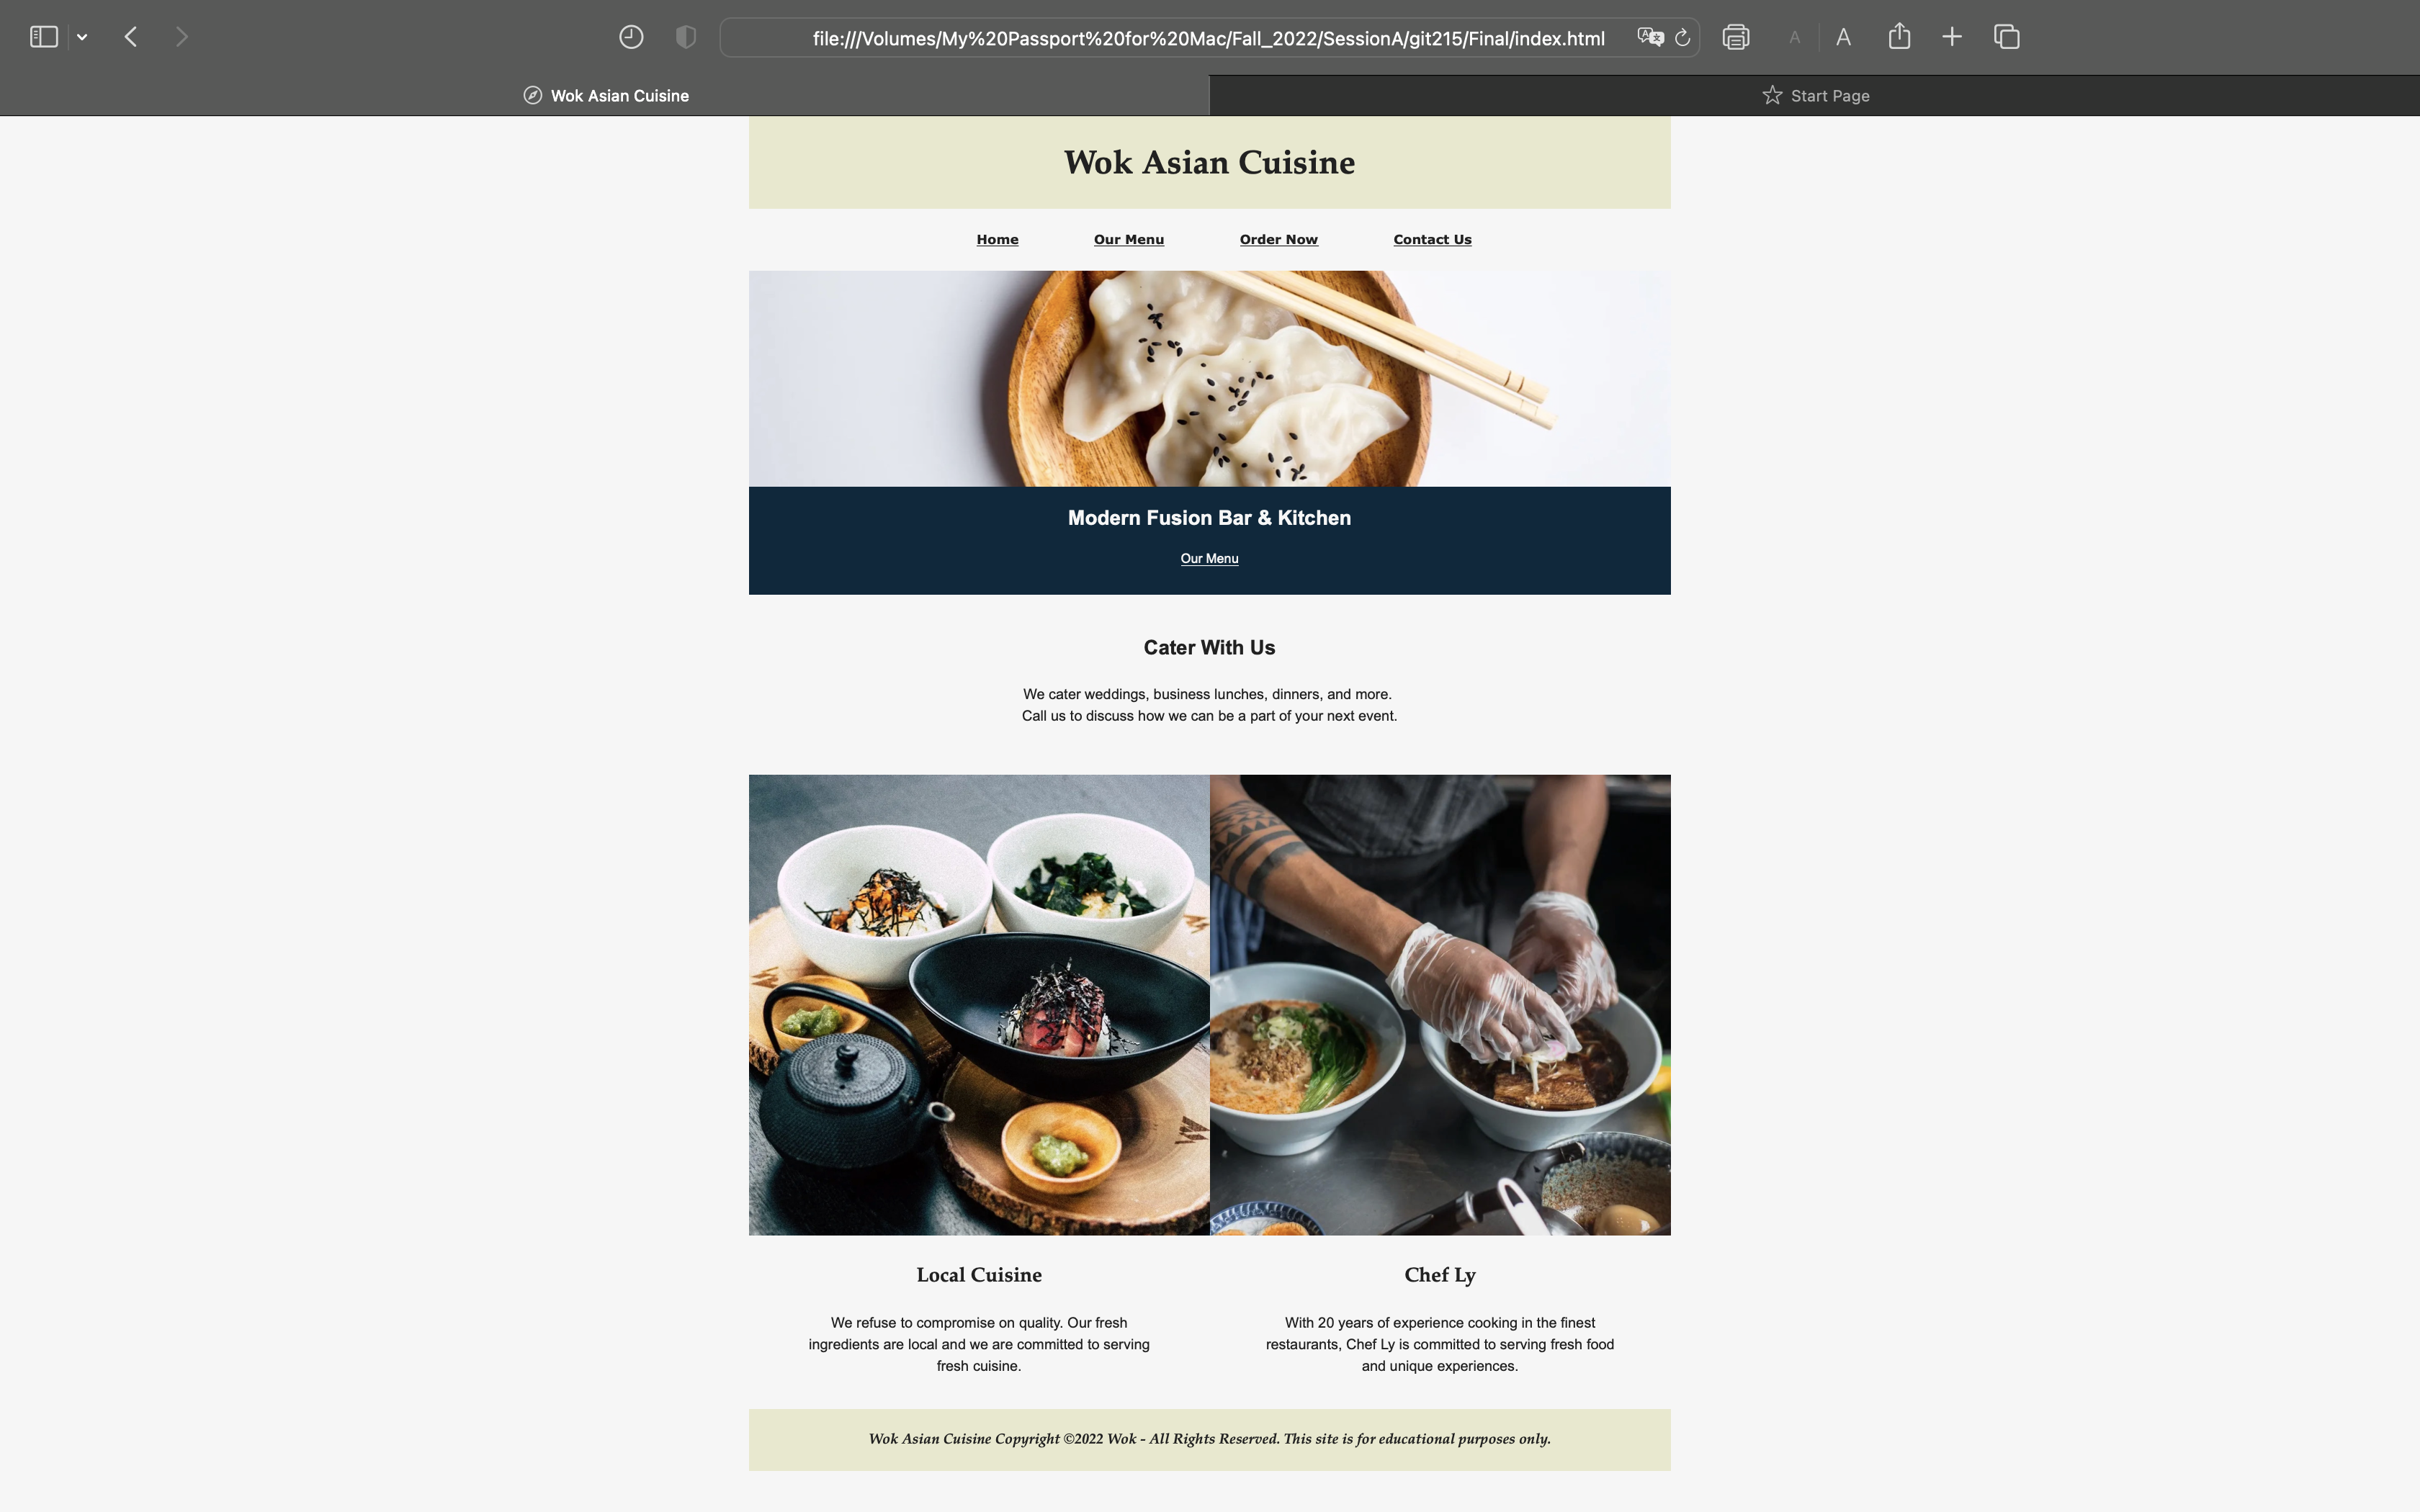 file:///Volumes/My%20Passport%20for%20Mac/Fall_2022/SessionA/git215/Final/index.html
A A
Wok Asian Cuisine
Start Page
Wok Asian Cuisine
Home Our Menu Order Now Contact Us
Modern Fusion Bar & Kitchen
Our Menu
Cater With Us
We cater weddings, business lunches, dinners, and more.
Call us to discuss how we can be a part of your next event.
Local Cuisine
We refuse to compromise on quality. Our fresh
ingredients are local and we are committed to serving
fresh cuisine.
Chef Ly
With 20 years of experience cooking in the finest
restaurants, Chef Ly is committed to serving fresh food
and unique experiences.
Wok Asian Cuisine Copyright ©2022 Wok - All Rights Reserved. This site is for educational purposes only.